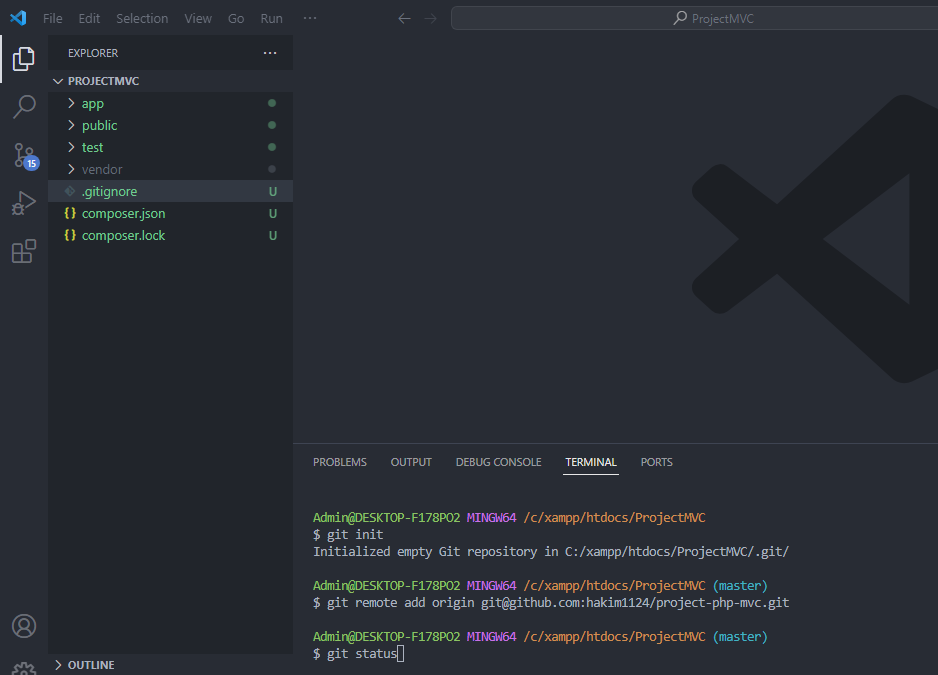 File Edit Selection View Go Run ··· ProjectMVC
EXPLORER ···
PROJECTMVC
app
public
test
15
vendor
.gitignore U
{} composer.json U
{} composer.lock U
PROBLEMS OUTPUT DEBUG CONSOLE TERMINAL PORTS
Admin@DESKTOP-F178PO2 MINGW64 /c/xampp/htdocs/ProjectMVC
$ git init
Initialized empty Git repository in C:/xampp/htdocs/ProjectMVC/.git/
Admin@DESKTOP-F178PO2 MINGW64 /c/xampp/htdocs/ProjectMVC (master)
$ git remote add origin git@github.com:hakim1124/project-php-mvc.git
Admin@DESKTOP-F178PO2 MINGW64 /c/xampp/htdocs/ProjectMVC (master)
$ git status
OUTLINE